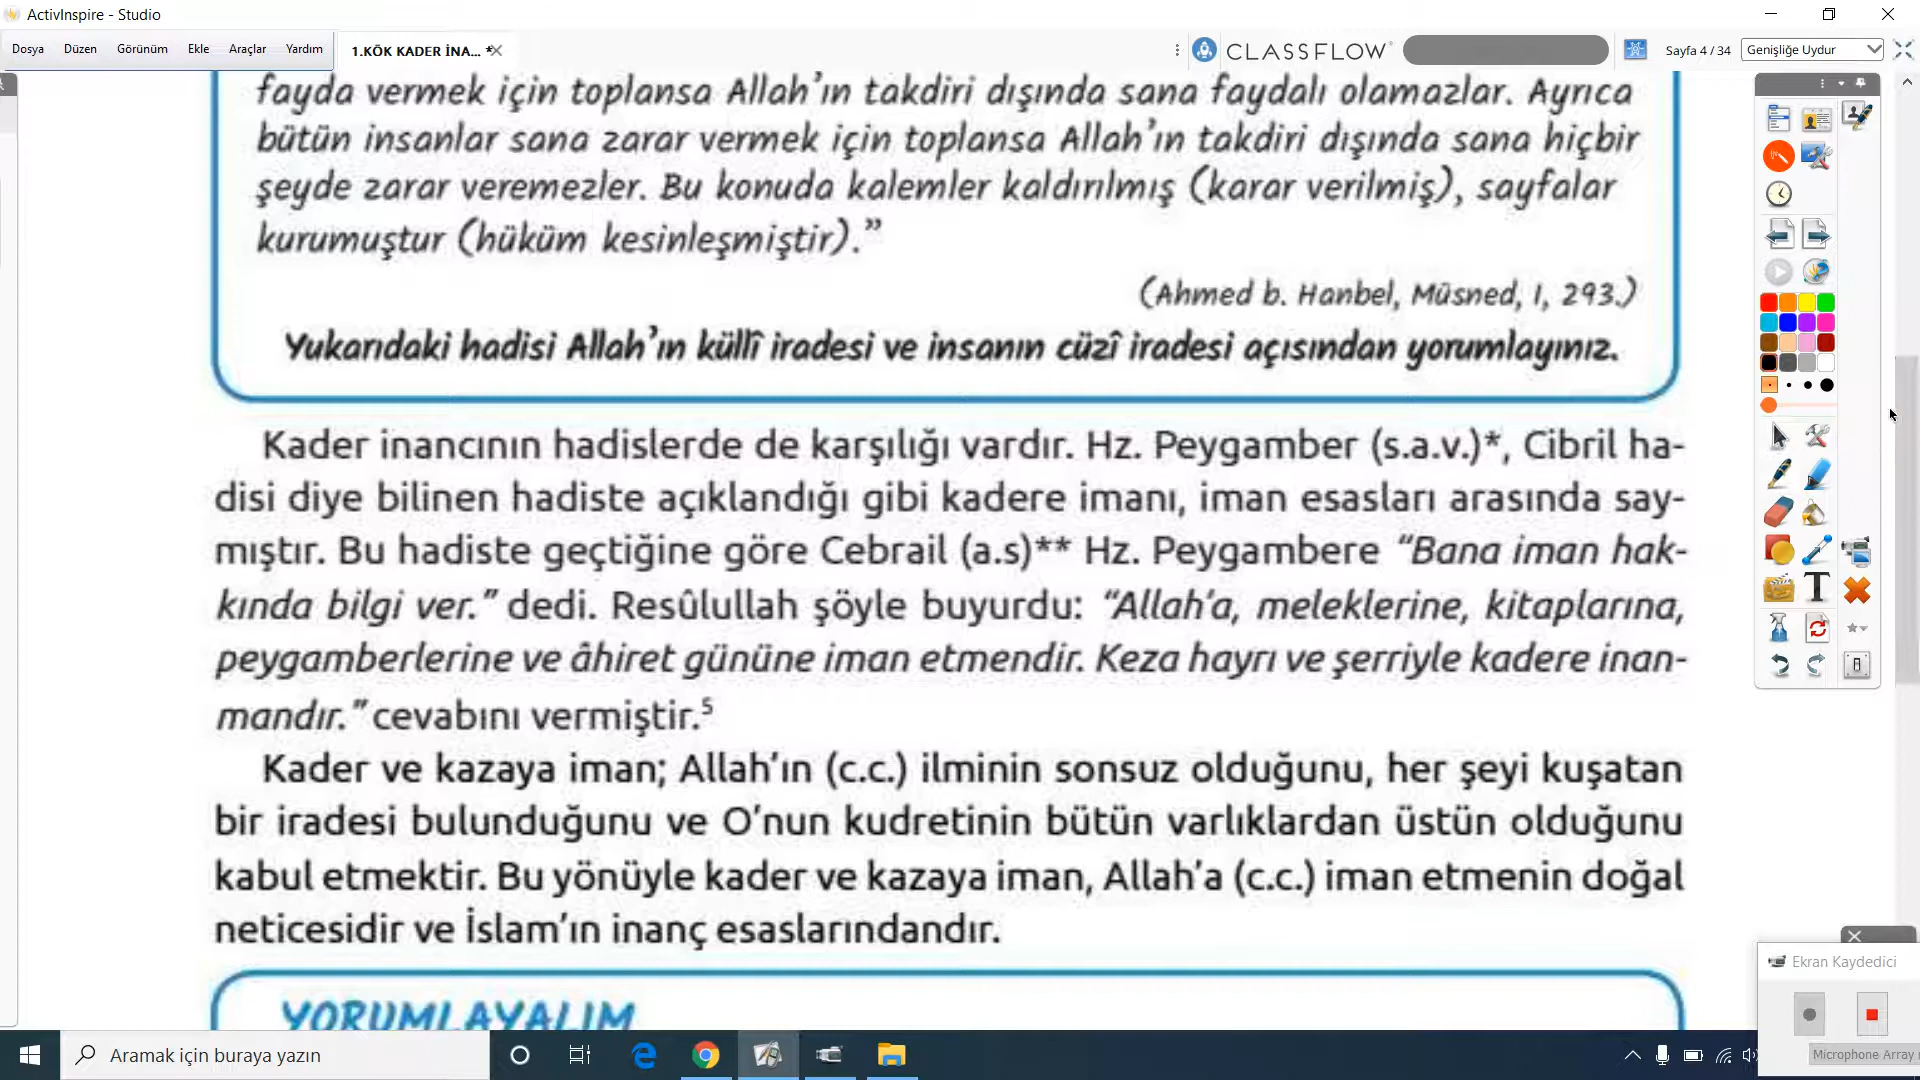 ActivInspire - Studio
Dosya Düzen Görünüm Ekle Araçlar Yardım
1.KÖK KADER İNA... *
CLASSFLOW
Sayfa 4 / 34
Genişliğe Uydur
fayda vermek için toplansa Allah’ın takdiri dışında sana faydalı olamazlar. Ayrıca
bütün insanlar sana zarar vermek için toplansa Allah’ın takdiri dışında sana hiçbir
şeyde zarar veremezler. Bu konuda kalemler kaldırılmış (karar verilmiş), sayfalar
kurumuştur (hüküm kesinleşmiştir).”
(Ahmed b. Hanbel, Müsned, I, 293.)
Yukarıdaki hadisi Allah’ın küllî iradesi ve insanın cüzî iradesi açısından yorumlayınız.
Kader inancının hadislerde de karşılığı vardır. Hz. Peygamber (s.a.v.)*, Cibril ha-
disi diye bilinen hadiste açıklandığı gibi kadere imanı, iman esasları arasında say-
mıştır. Bu hadiste geçtiğine göre Cebrail (a.s)** Hz. Peygambere “Bana iman hak-
kında bilgi ver.” dedi. Resûlullah şöyle buyurdu: “Allah’a, meleklerine, kitaplarına,
peygamberlerine ve âhiret gününe iman etmendir. Keza hayrı ve şerriyle kadere inan-
mandır.” cevabını vermiştir.⁵
Kader ve kazaya iman; Allah’ın (c.c.) ilminin sonsuz olduğunu, her şeyi kuşatan
bir iradesi bulunduğunu ve O’nun kudretinin bütün varlıklardan üstün olduğunu
kabul etmektir. Bu yönüyle kader ve kazaya iman, Allah’a (c.c.) iman etmenin doğal
neticesidir ve İslam’ın inanç esaslarındandır.
YORUMLAYALIM
Ekran Kaydedici
Microphone Array
Aramak için buraya yazın